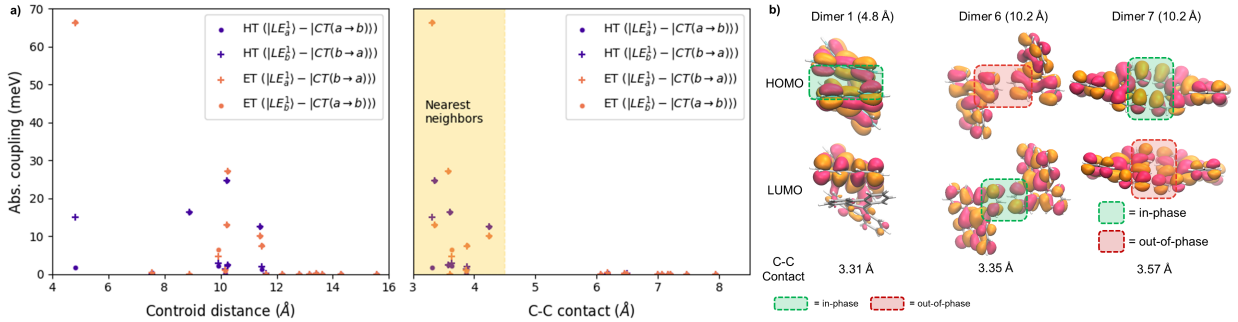 a)
Abs. coupling (meV)
70
60
50
40
30
20
10
0
4
6
8
10
12
14
16
Centroid distance (Å)
HT (|LE_a^1⟩−|CT(a→b)⟩)
HT (|LE_b^1⟩−|CT(b→a)⟩)
ET (|LE_a^1⟩−|CT(b→a)⟩)
ET (|LE_b^1⟩−|CT(a→b)⟩)
Nearest
neighbors
HT (|LE_a^1⟩−|CT(a→b)⟩)
HT (|LE_b^1⟩−|CT(b→a)⟩)
ET (|LE_a^1⟩−|CT(b→a)⟩)
ET (|LE_b^1⟩−|CT(a→b)⟩)
3
4
5
6
7
8
C-C contact (Å)
b)
Dimer 1 (4.8 Å)
Dimer 6 (10.2 Å)
Dimer 7 (10.2 Å)
HOMO
LUMO
= in-phase
= out-of-phase
C-C
Contact
3.31 Å
3.35 Å
3.57 Å
= in-phase
= out-of-phase